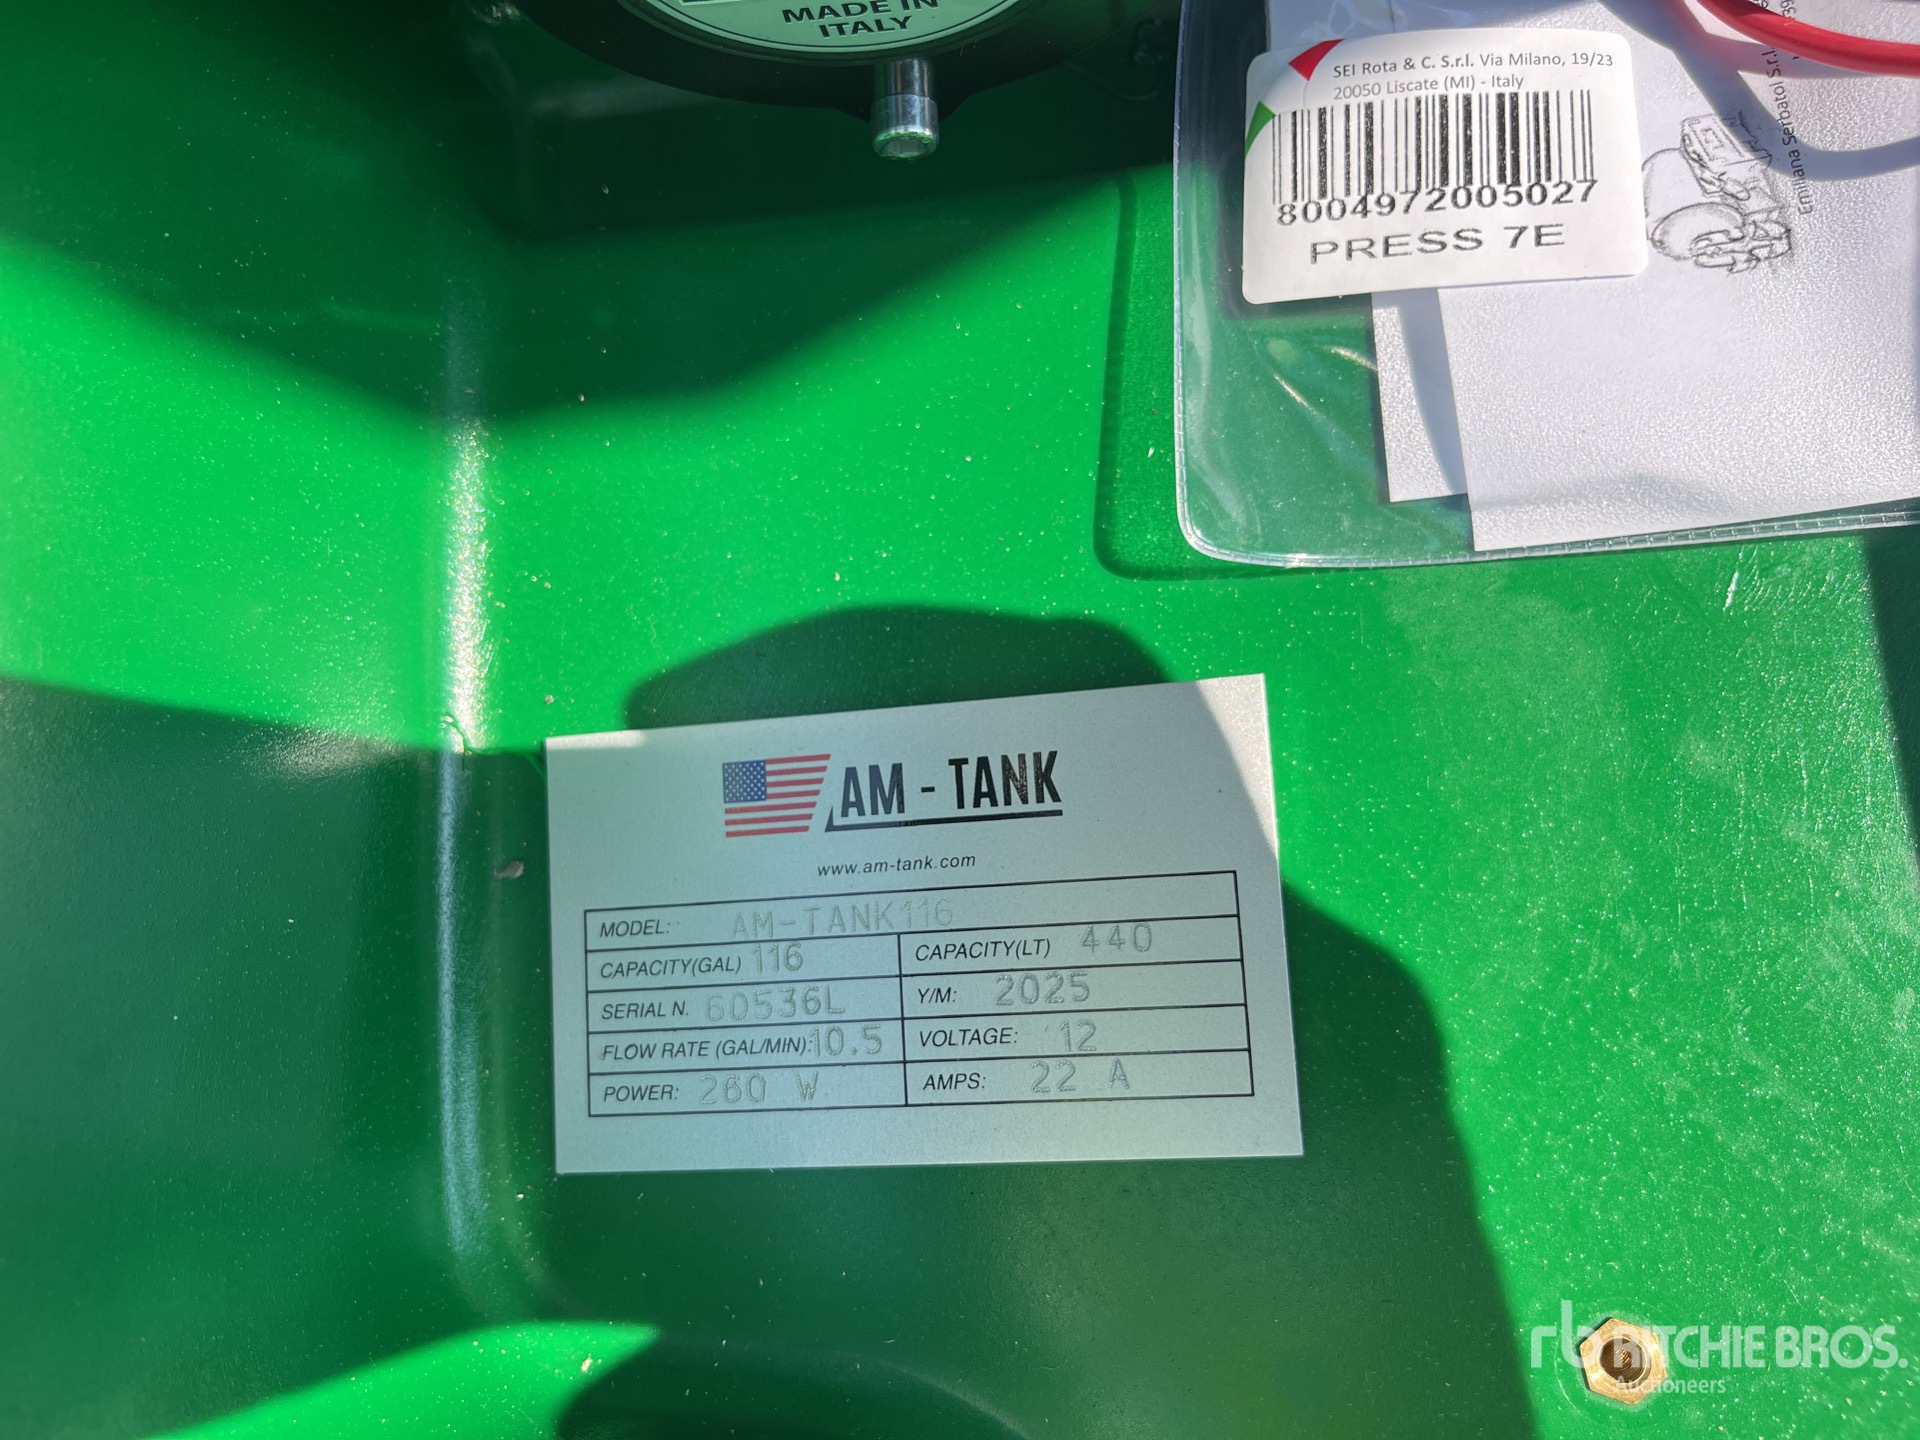 MADE IN
ITALY
SEI Rota & C. S.r.l. Via Milano, 19/23
20050 Liscate (MI) - Italy
8004972005027
PRESS 7E
Emiliana Serbatoi S.r.l.
AM - TANK
www.am-tank.com
MODEL: AM-TANK116
CAPACITY(GAL) 116 CAPACITY(LT) 440
SERIAL N. 60536L Y/M: 2025
FLOW RATE (GAL/MIN): 10.5 VOLTAGE: 12
POWER: 260 W AMPS: 22 A
rb RITCHIE BROS.
Auctioneers